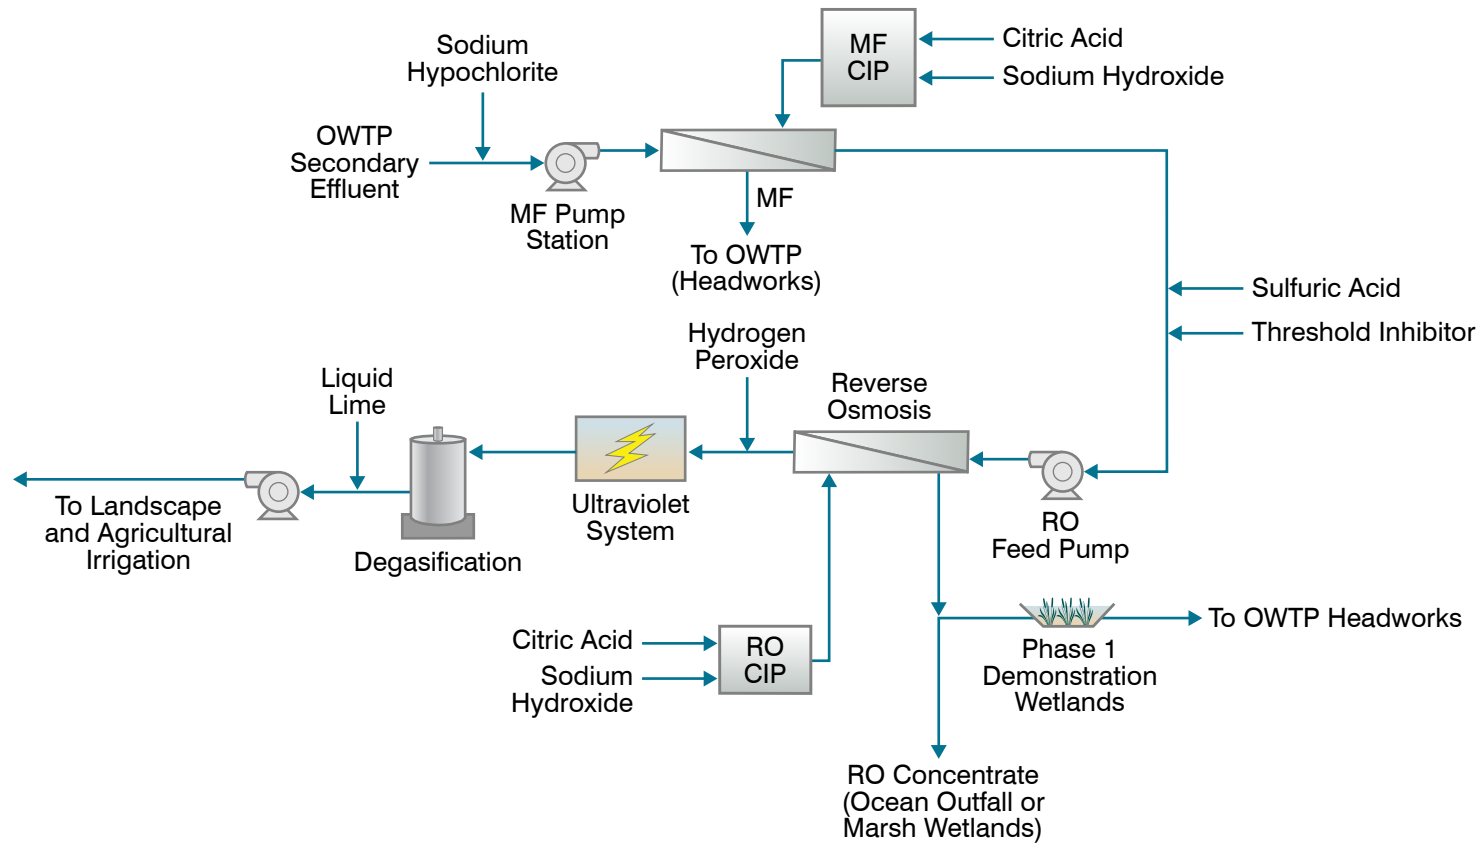 MF
CIP
Citric Acid
Sodium Hydroxide
Sodium
Hypochlorite
OWTP
Secondary
Effluent
MF Pump
Station
MF
To OWTP
(Headworks)
Sulfuric Acid
Threshold Inhibitor
Hydrogen
Peroxide
Reverse
Osmosis
Liquid
Lime
RO
Feed Pump
Ultraviolet
System
Degasification
To Landscape
and Agricultural
Irrigation
Citric Acid
Sodium
Hydroxide
RO
CIP
To OWTP Headworks
Phase 1
Demonstration
Wetlands
RO Concentrate
(Ocean Outfall or
Marsh Wetlands)